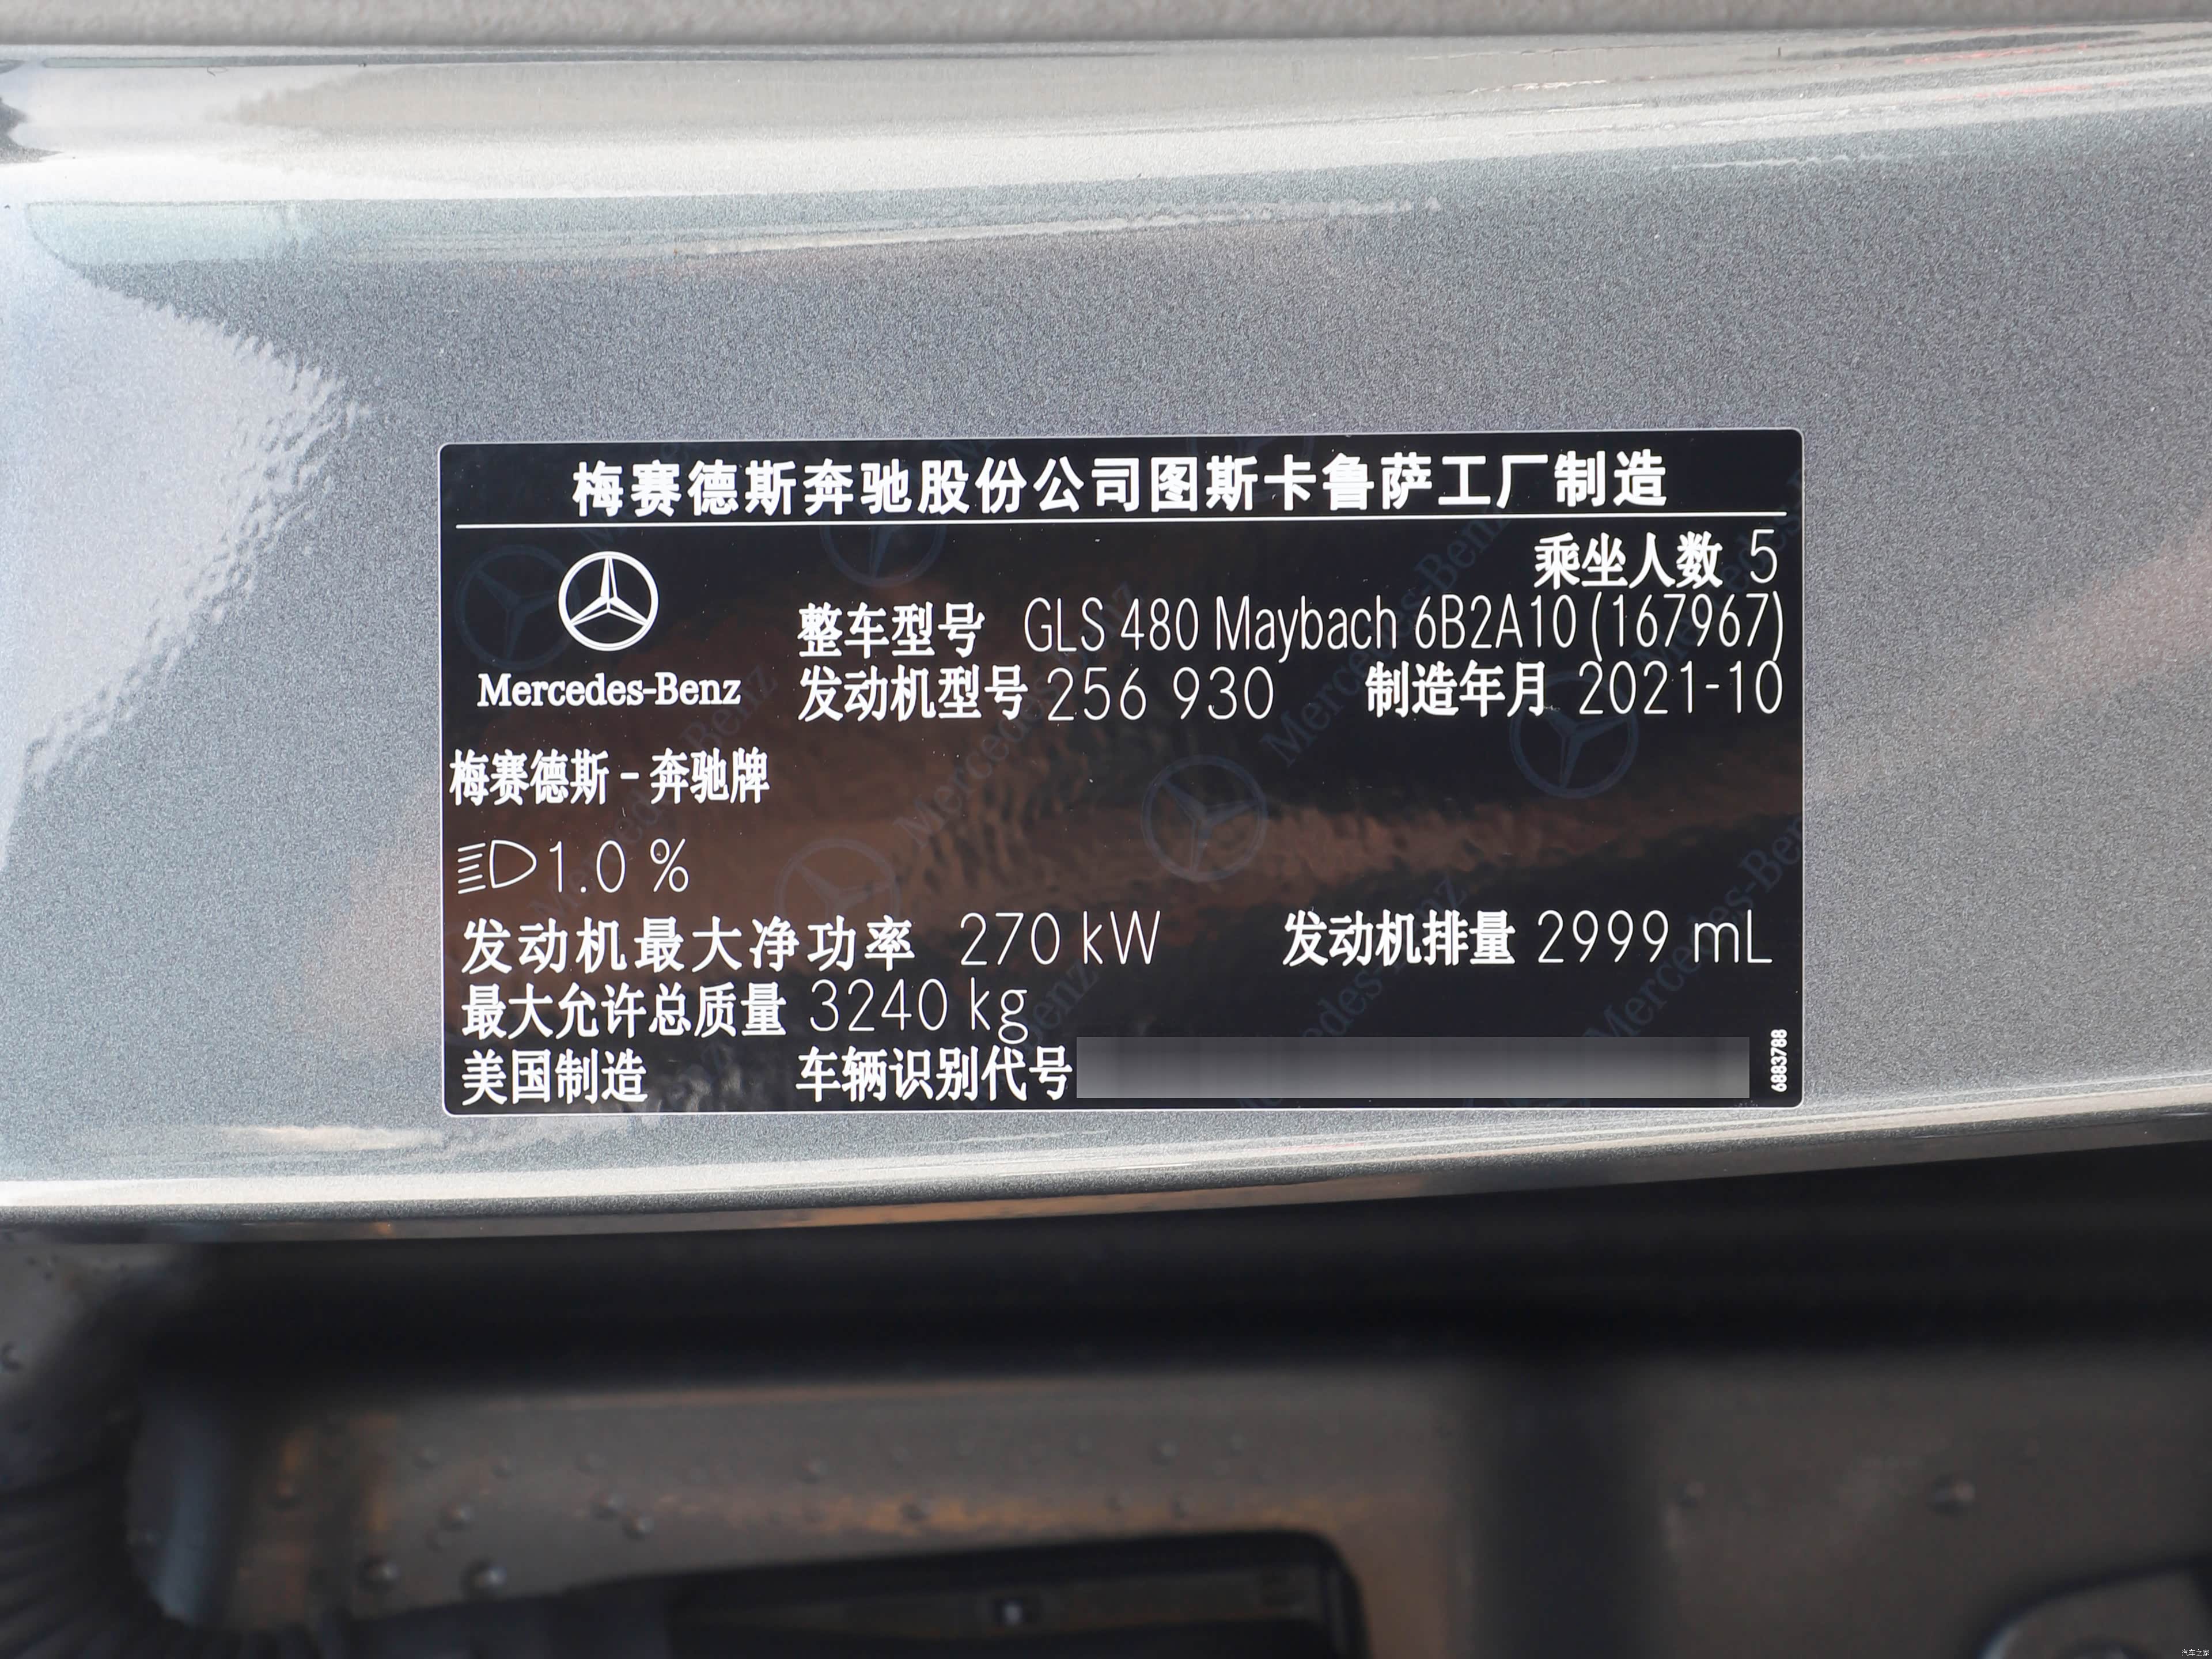 梅赛德斯奔驰股份公司图斯卡鲁萨工厂制造
乘坐人数 5
整车型号 GLS 480 Maybach 6B2A10 (167967)
Mercedes-Benz
发动机型号 256 930 制造年月 2021-10
梅赛德斯-奔驰牌
1.0 %
发动机最大净功率 270 kW 发动机排量 2999 mL
最大允许总质量 3240 kg
美国制造 车辆识别代号
6883788
汽车之家